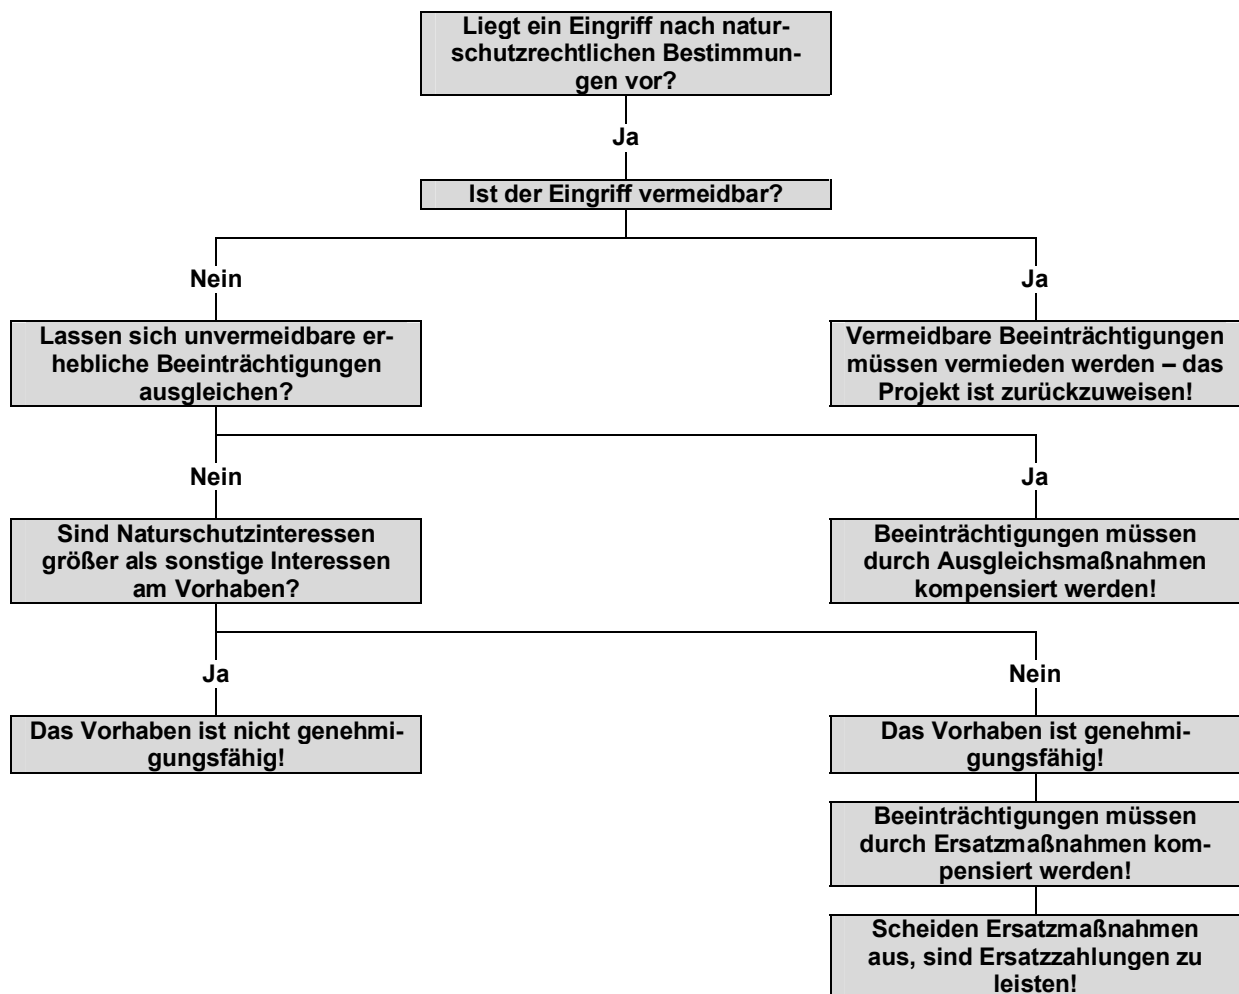 Liegt ein Eingriff nach natur-
schutzrechtlichen Bestimmun-
gen vor?
Ja
Ist der Eingriff vermeidbar?
Nein
Ja
Lassen sich unvermeidbare er-
hebliche Beeinträchtigungen
ausgleichen?
Vermeidbare Beeinträchtigungen
müssen vermieden werden – das
Projekt ist zurückzuweisen!
Nein
Ja
Sind Naturschutzinteressen
größer als sonstige Interessen
am Vorhaben?
Beeinträchtigungen müssen
durch Ausgleichsmaßnahmen
kompensiert werden!
Ja
Nein
Das Vorhaben ist nicht genehmi-
gungsfähig!
Das Vorhaben ist genehmi-
gungsfähig!
Beeinträchtigungen müssen
durch Ersatzmaßnahmen kom-
pensiert werden!
Scheiden Ersatzmaßnahmen
aus, sind Ersatzzahlungen zu
leisten!